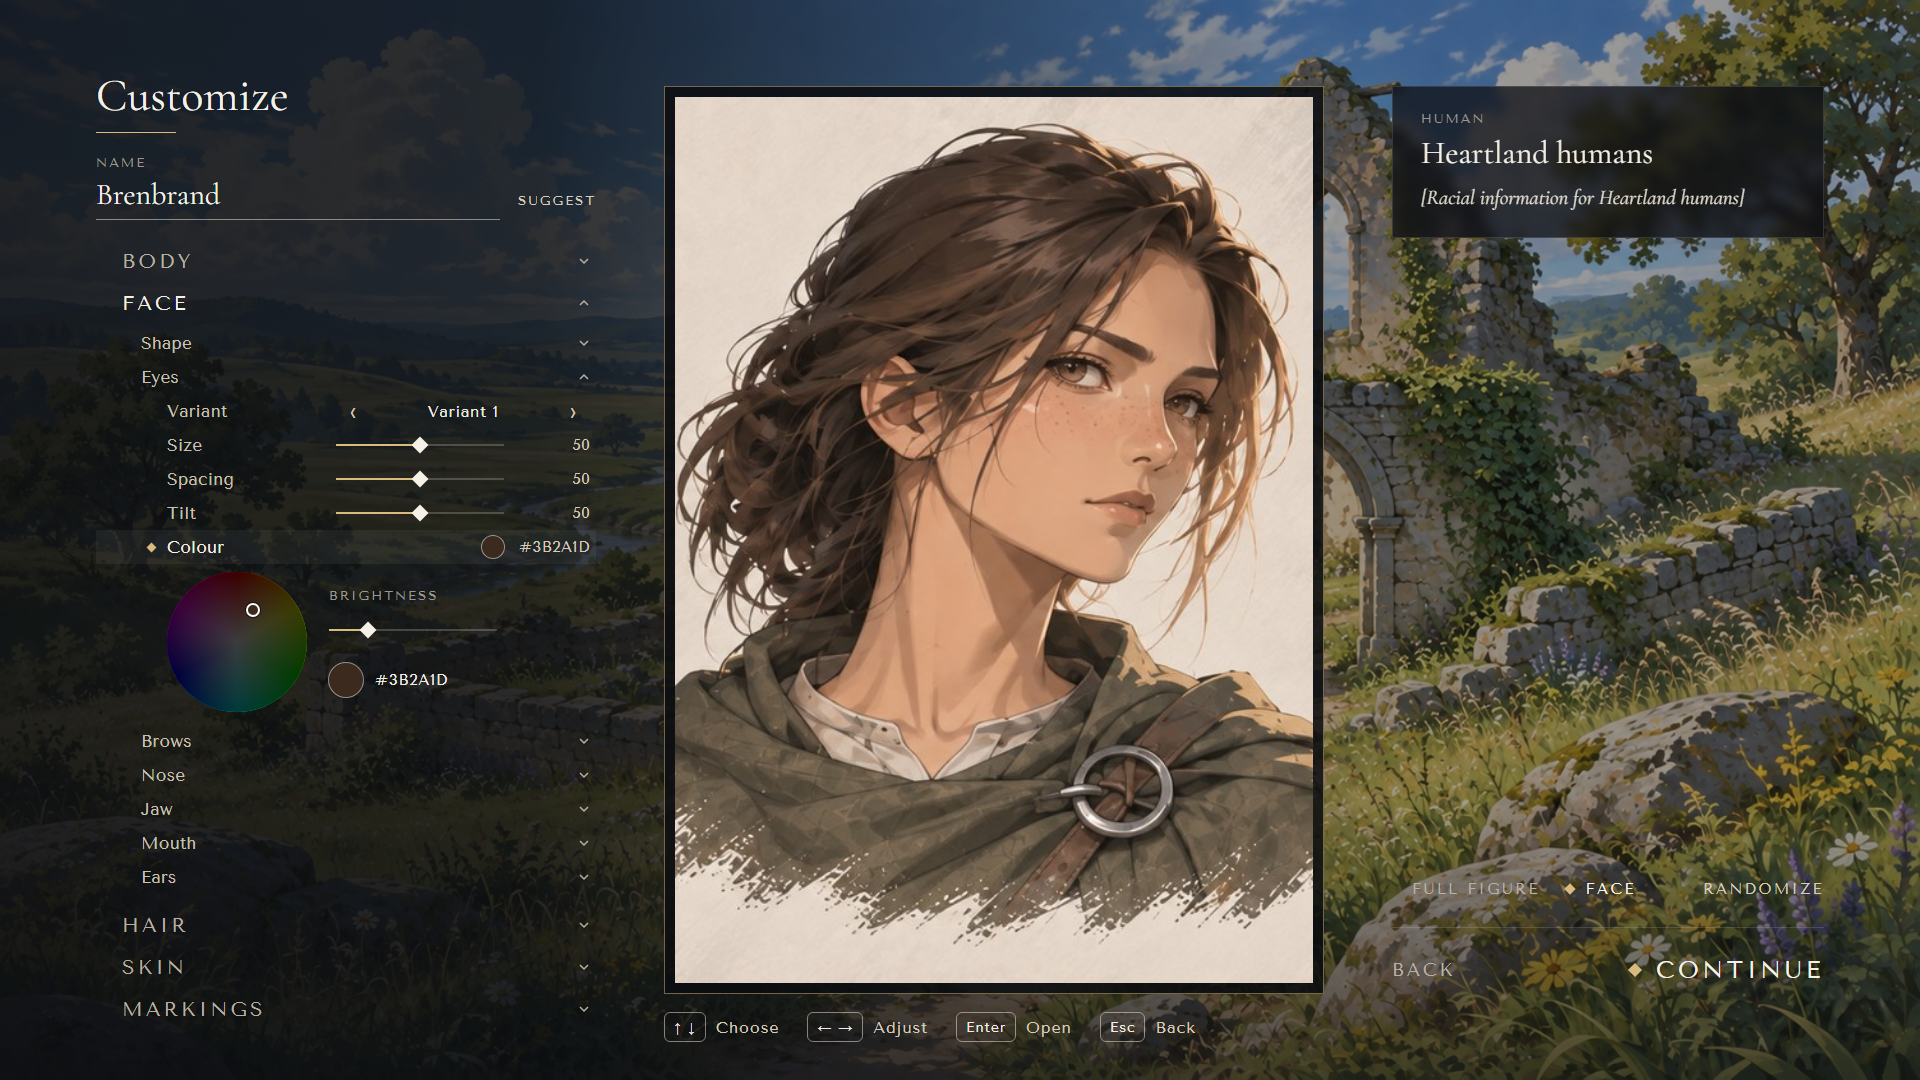 Customize
NAME
Brenbrand
SUGGEST
BODY
FACE
Shape
Eyes
Variant
Variant 1
Size
50
Spacing
50
Tilt
50
Colour
#3B2A1D
BRIGHTNESS
#3B2A1D
Brows
Nose
Jaw
Mouth
Ears
HAIR
SKIN
MARKINGS
↑↓ Choose
←→ Adjust
Enter Open
Esc Back
HUMAN
Heartland humans
[Racial information for Heartland humans]
FULL FIGURE
FACE
RANDOMIZE
BACK
CONTINUE